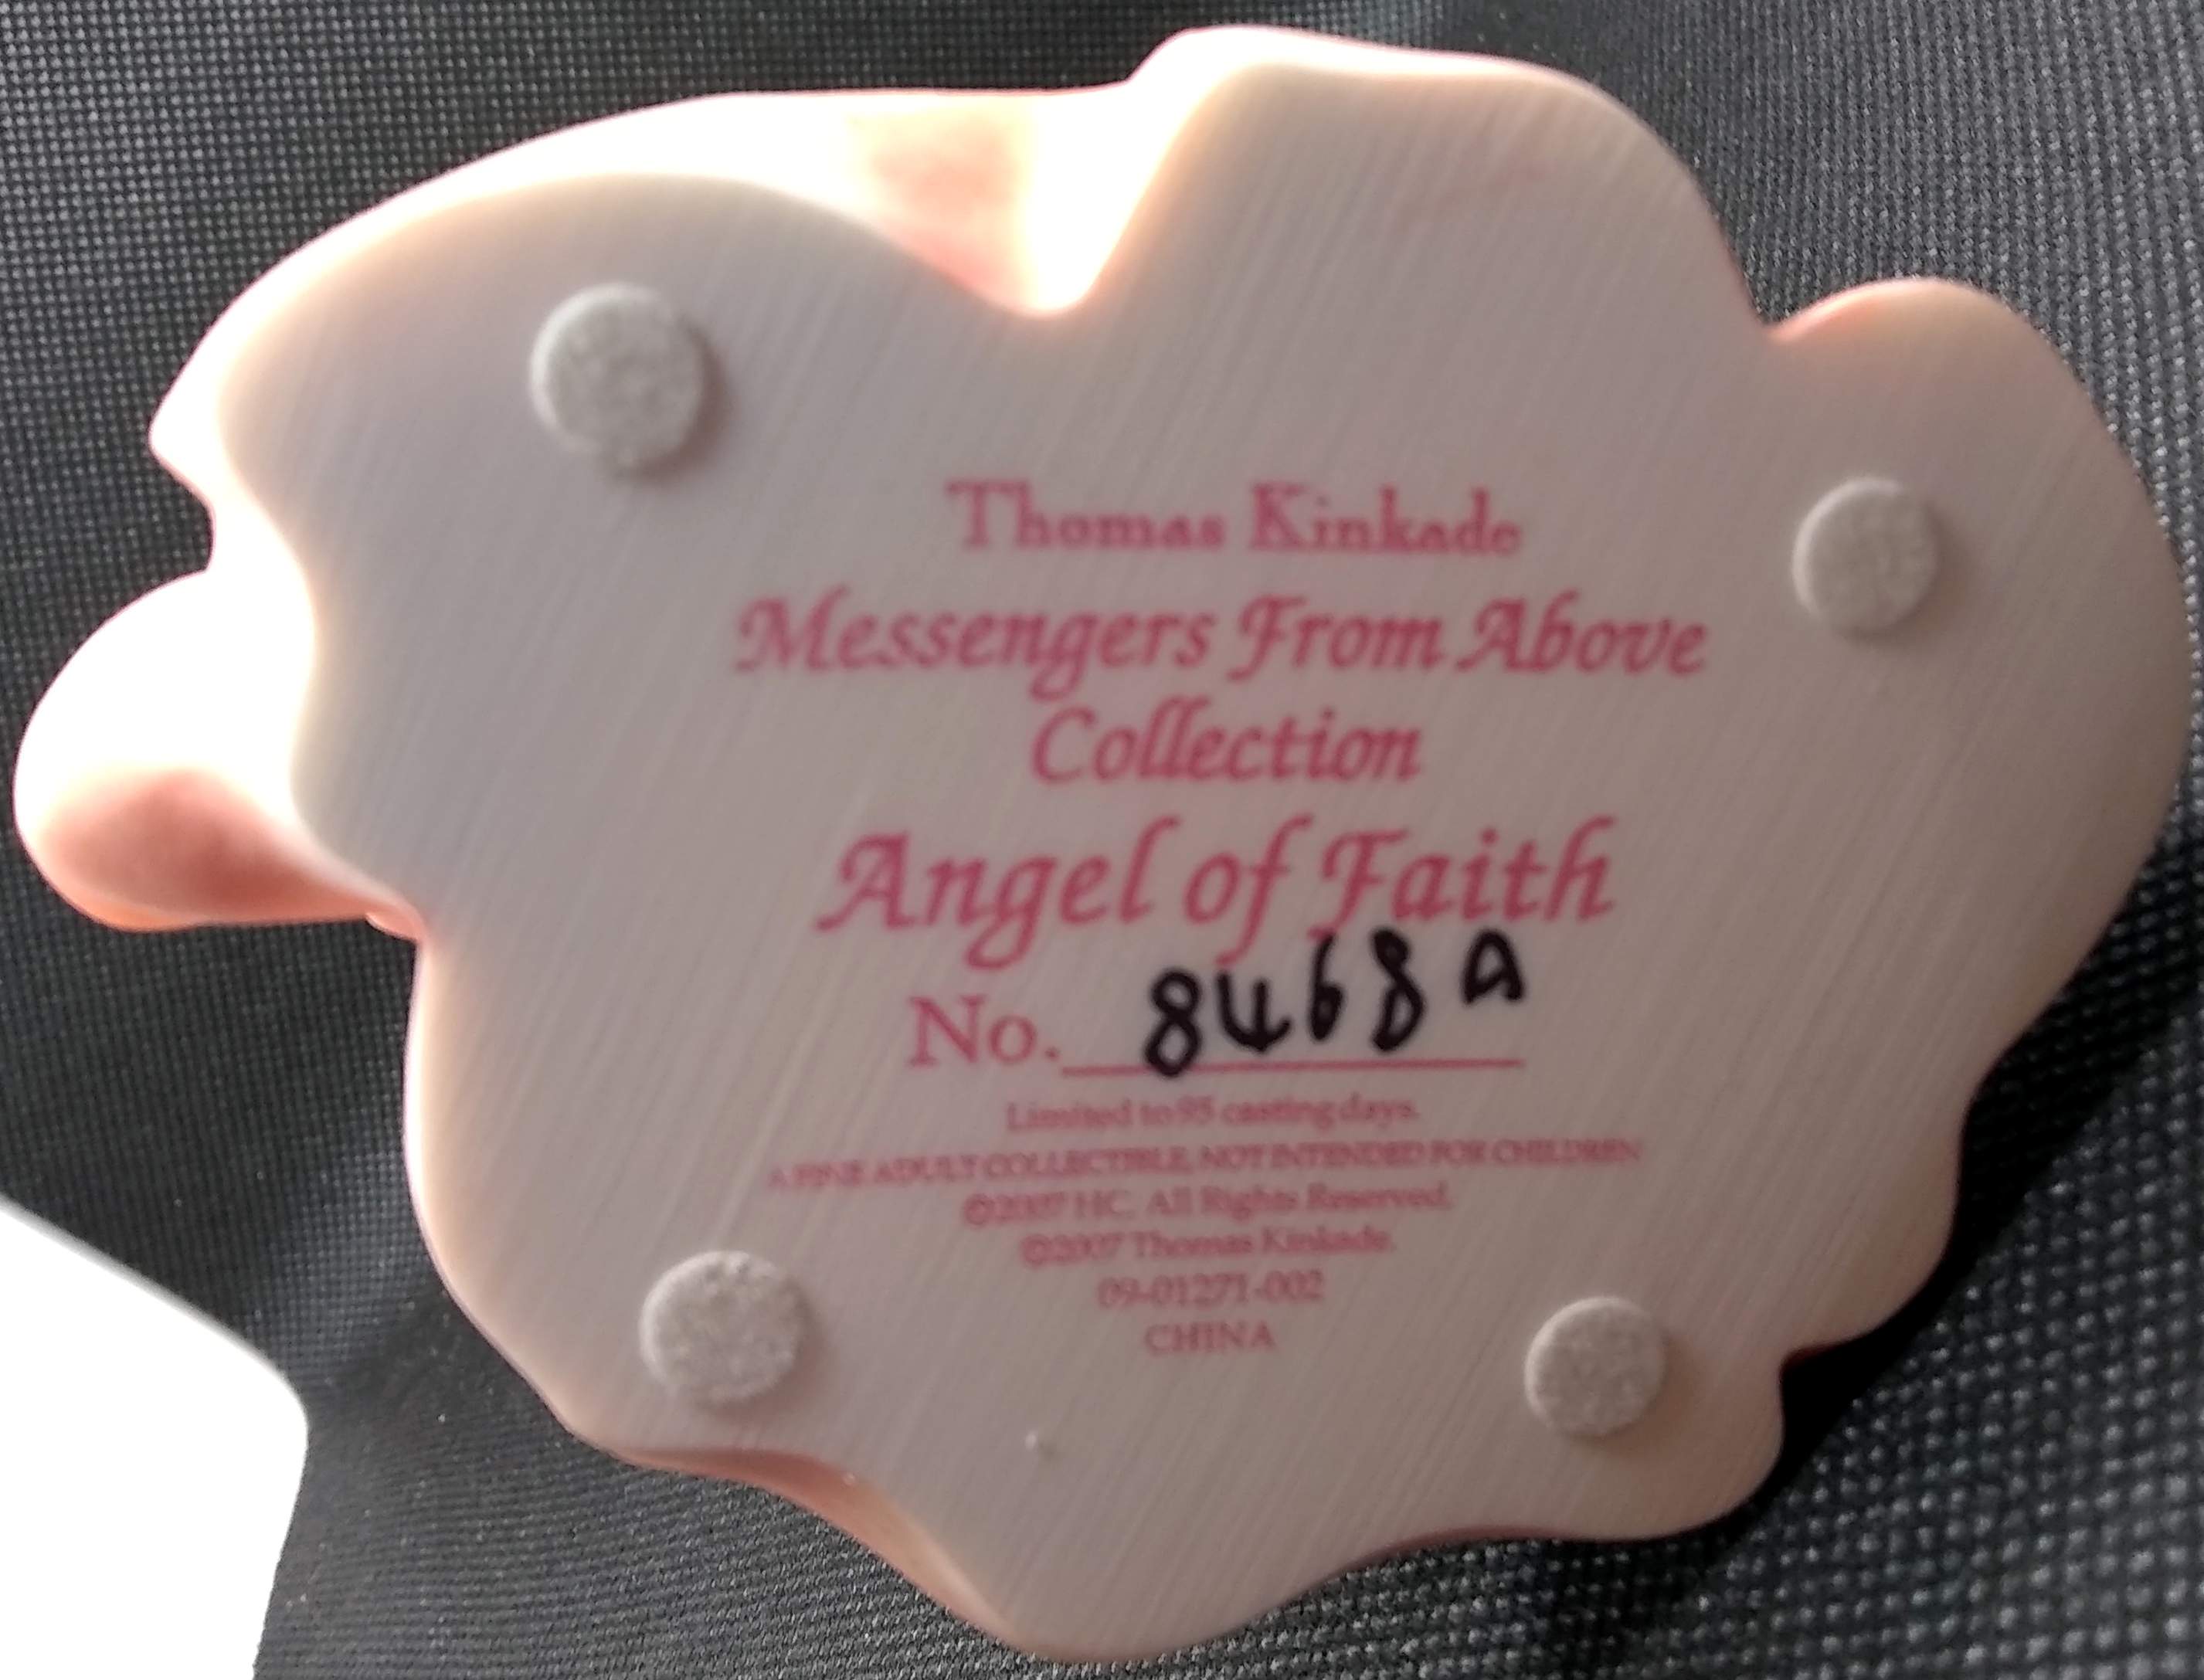 Thomas Kinkade
Messengers From Above
Collection
Angel of Faith
No. 8468A
Limited to 95 casting days.
A FINE ADULT COLLECTIBLE, NOT INTENDED FOR CHILDREN
©2007 HC. All Rights Reserved.
©2007 Thomas Kinkade.
09-01271-002
CHINA